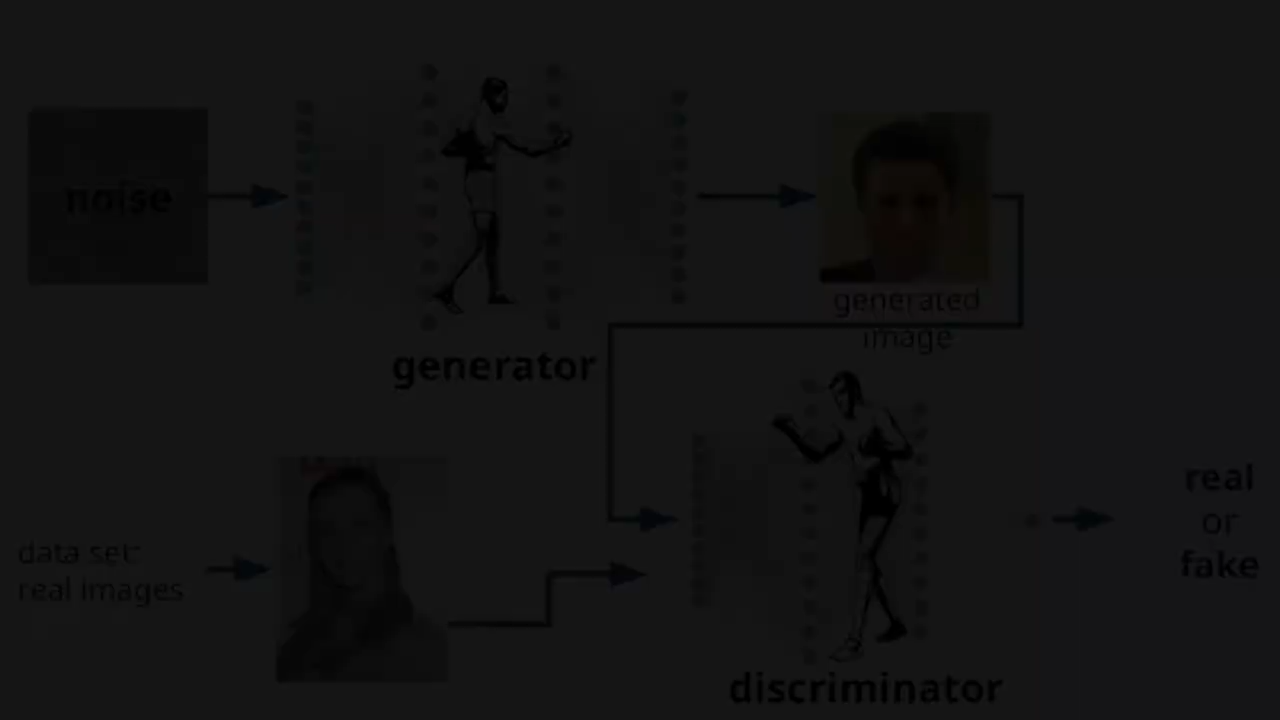 noise
generated
image
generator
data set:
real images
real
or
fake
discriminator